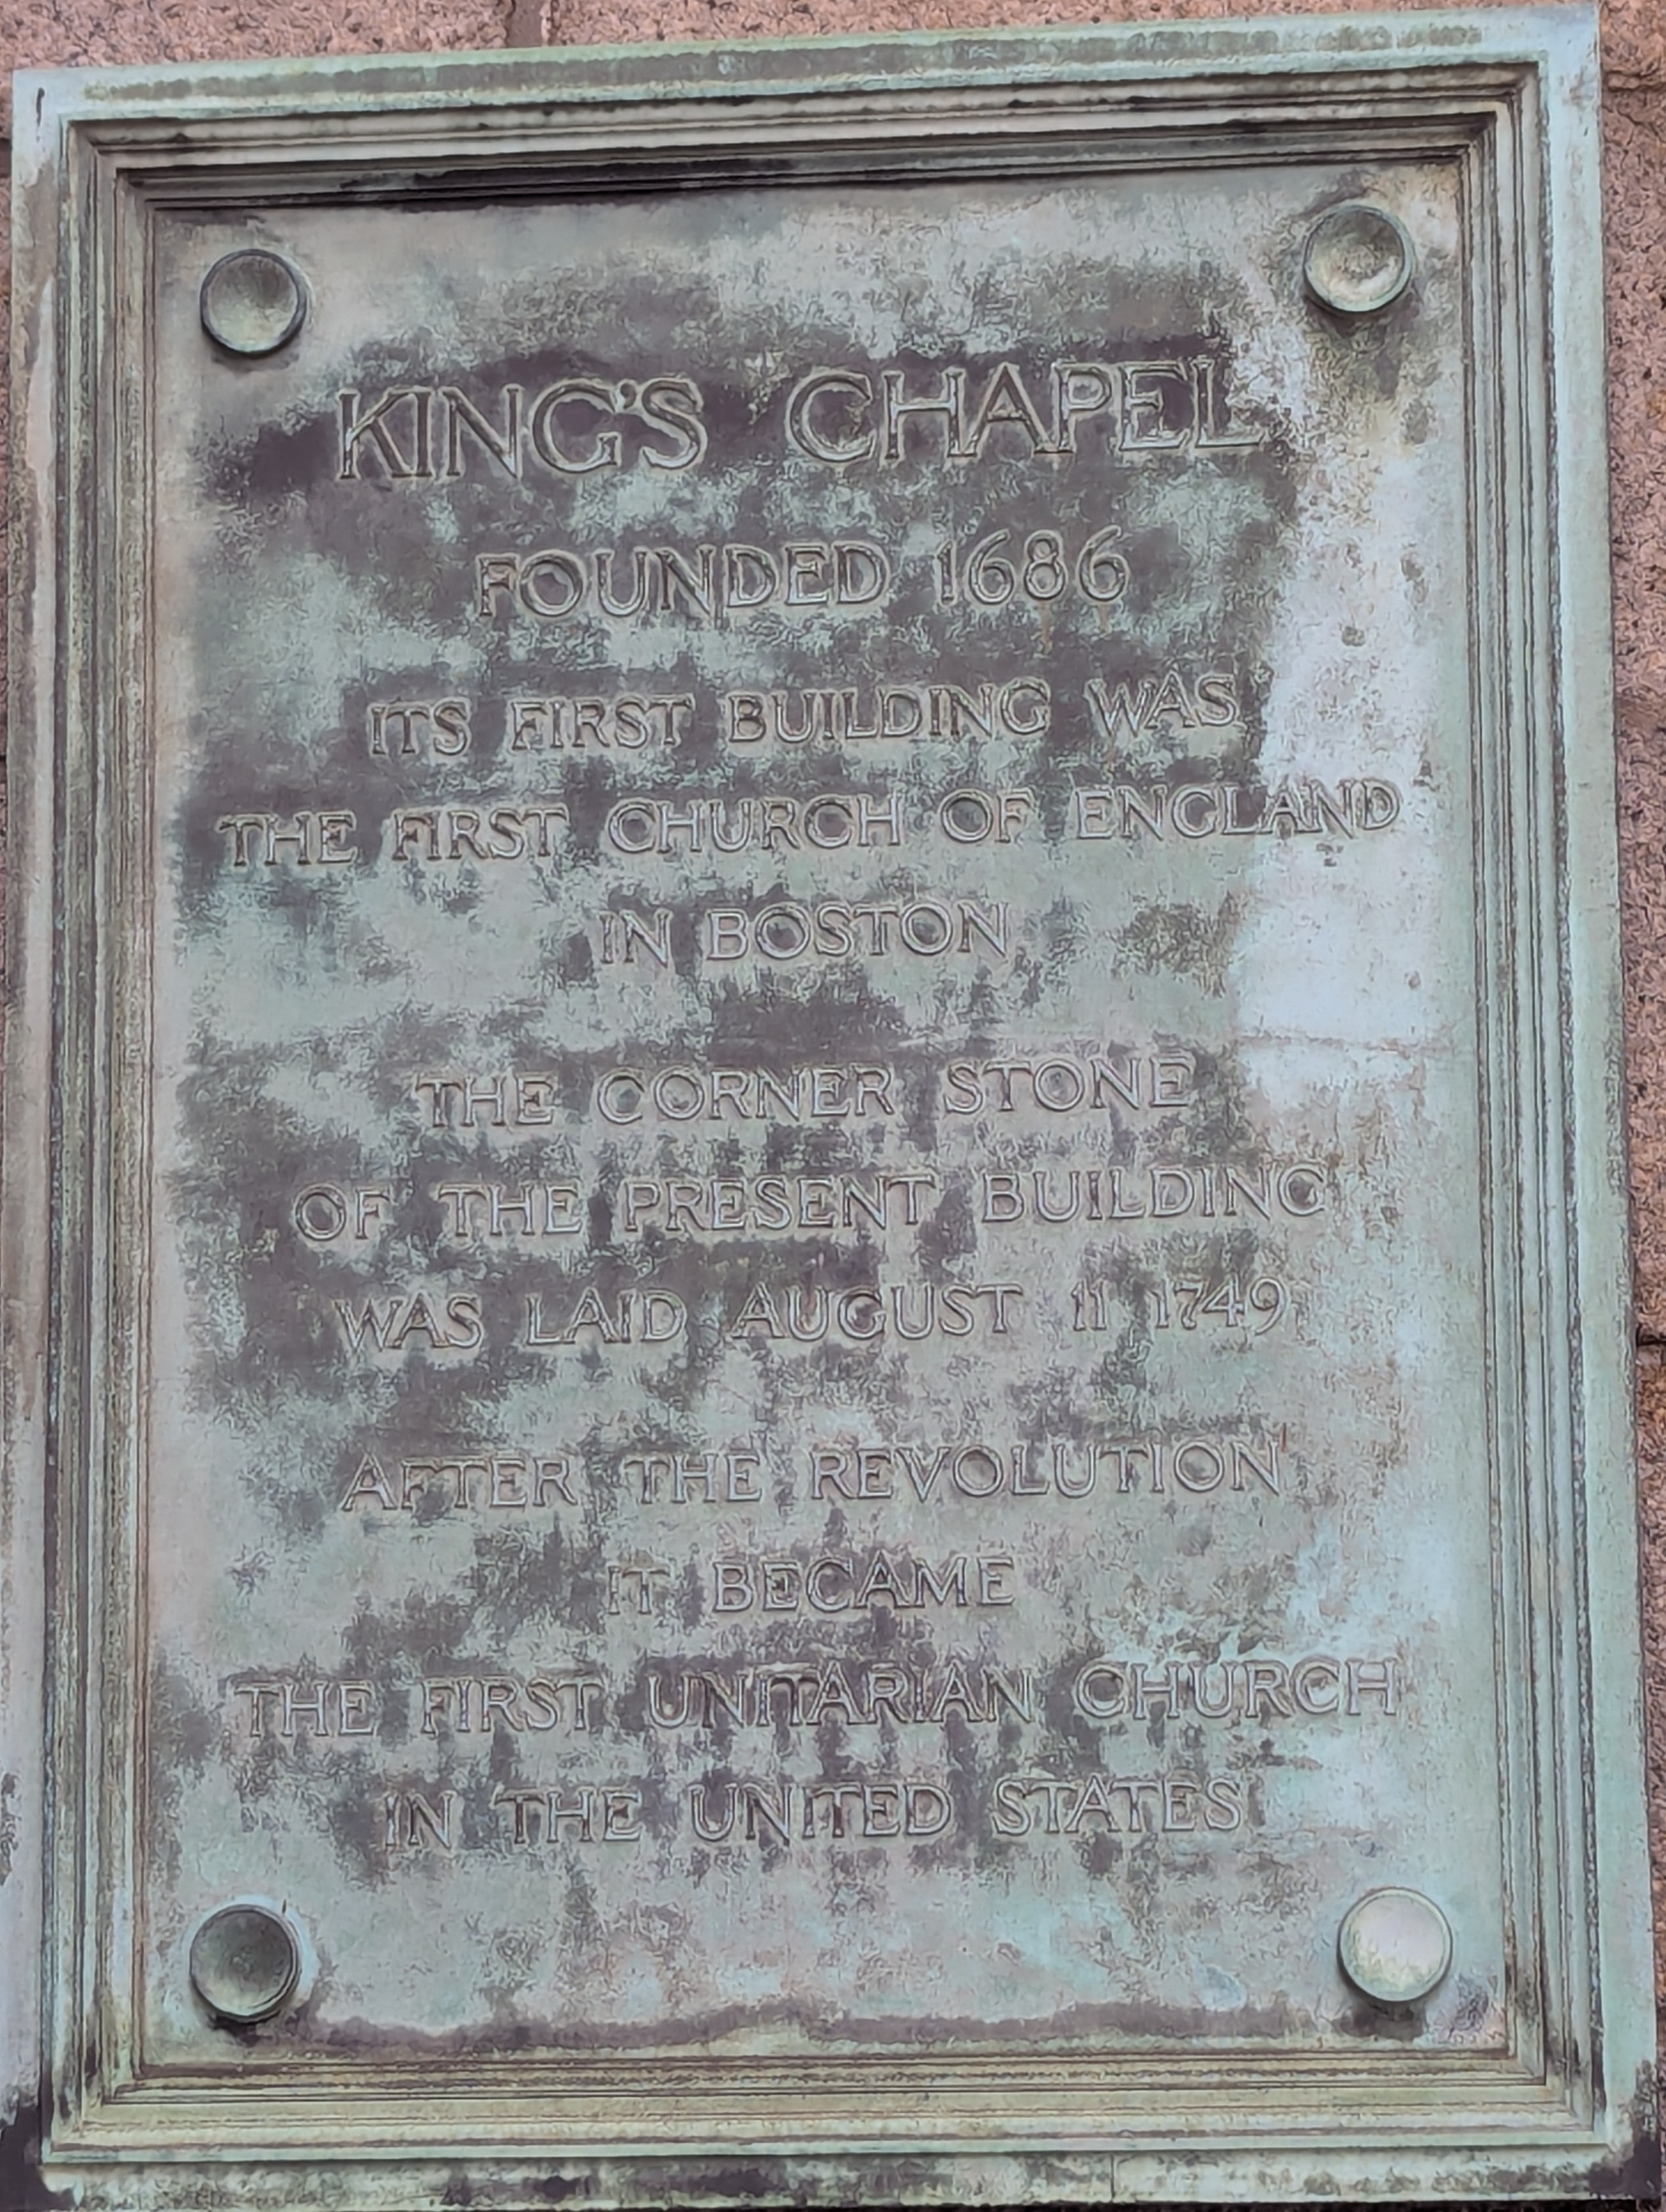 KING'S CHAPEL
FOUNDED 1686
ITS FIRST BUILDING WAS
THE FIRST CHURCH OF ENGLAND
IN BOSTON
THE CORNER STONE
OF THE PRESENT BUILDING
WAS LAID AUGUST 11 1749
AFTER THE REVOLUTION
IT BECAME
THE FIRST UNITARIAN CHURCH
IN THE UNITED STATES